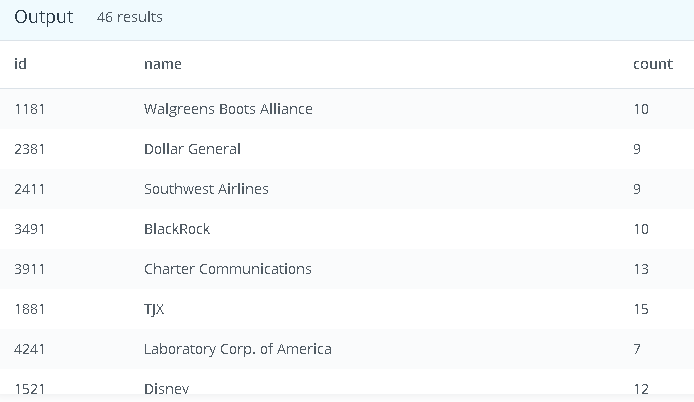 Output 46 results
id name count
1181 Walgreens Boots Alliance 10
2381 Dollar General 9
2411 Southwest Airlines 9
3491 BlackRock 10
3911 Charter Communications 13
1881 TJX 15
4241 Laboratory Corp. of America 7
1521 Disney 12